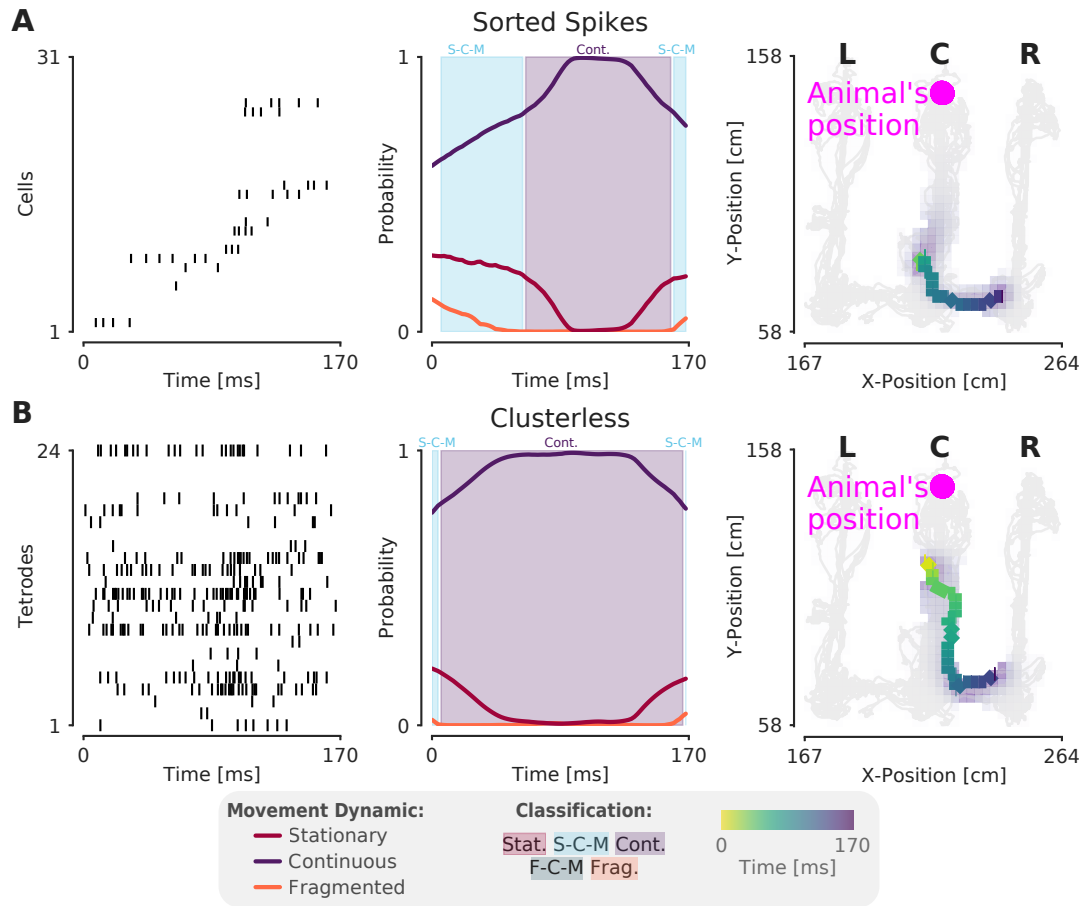 A
Sorted Spikes
31
1
Cells
0
170
Time [ms]
S-C-M
Cont.
S-C-M
1
0
Probability
0
170
Time [ms]
158
58
Y-Position [cm]
L
C
R
Animal's
position
167
264
X-Position [cm]
B
Clusterless
24
1
Tetrodes
0
170
Time [ms]
S-C-M
Cont.
S-C-M
1
0
Probability
0
170
Time [ms]
158
58
Y-Position [cm]
L
C
R
Animal's
position
167
264
X-Position [cm]
Movement Dynamic:
Stationary
Continuous
Fragmented
Classification:
Stat. S-C-M Cont.
F-C-M Frag.
0
170
Time [ms]